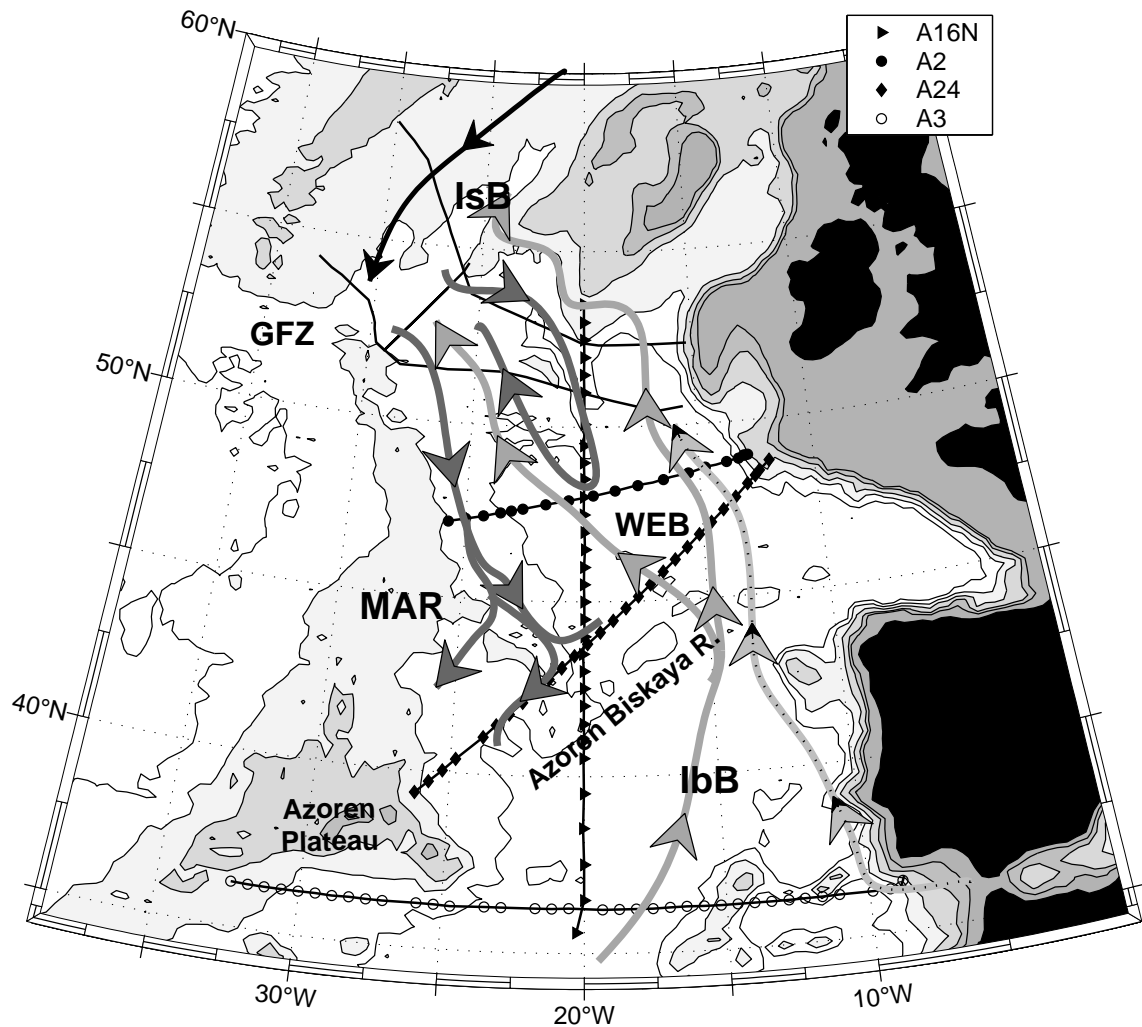 60°N
A16N
A2
A24
A3
IsB
GFZ
50°N
WEB
MAR
40°N
Azoren Biskaya R.
IbB
Azoren
Plateau
30°W
20°W
10°W